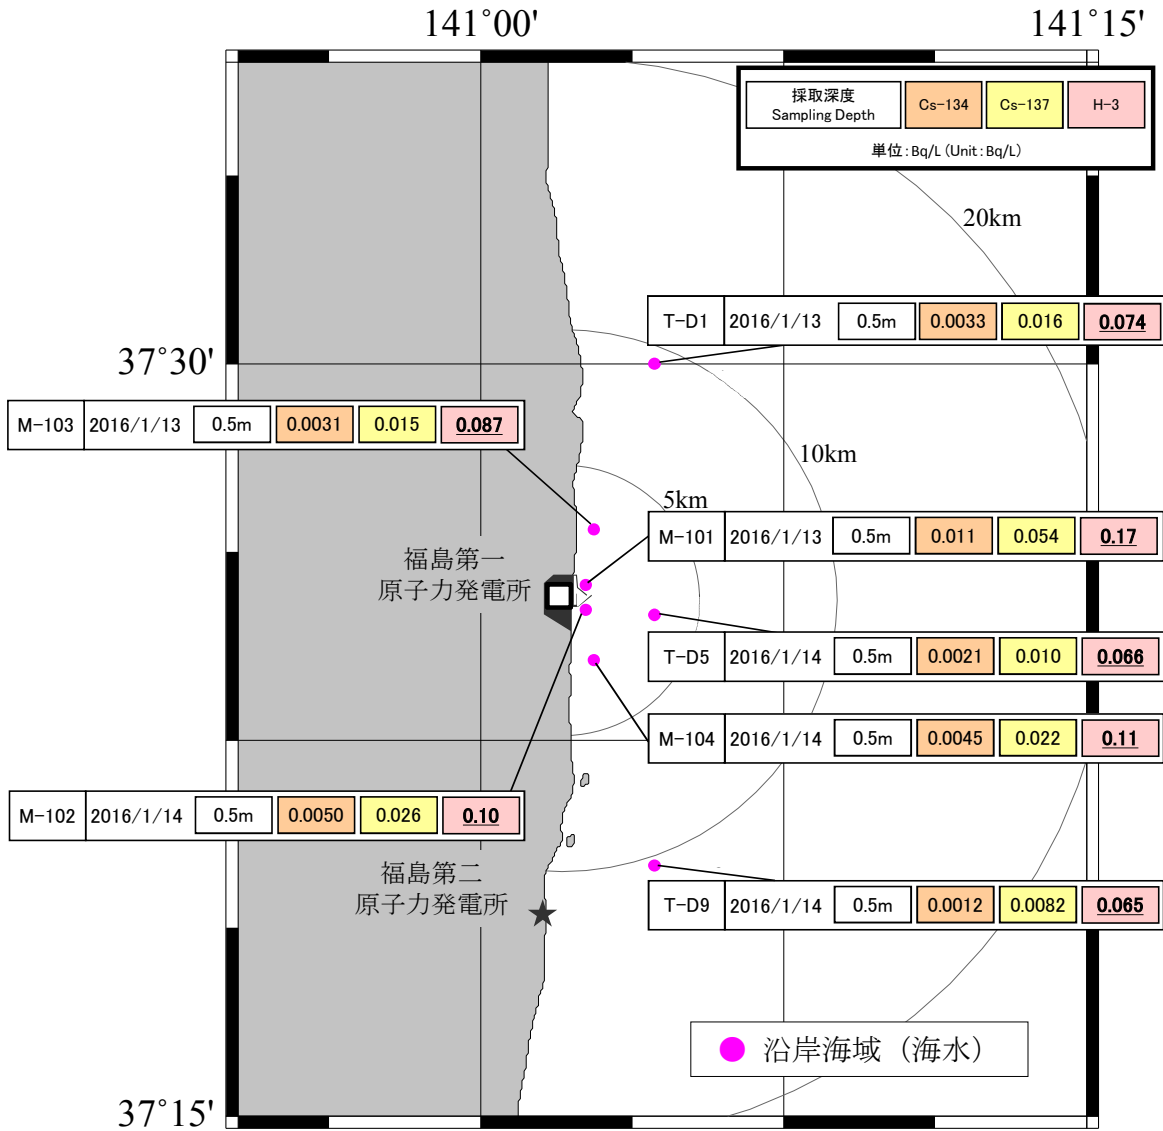 141°00' 141°15'
採取深度 Cs-134 Cs-137 H-3
Sampling Depth
単位:Bq/L (Unit:Bq/L)
20km
T-D1 2016/1/13 0.5m 0.0033 0.016 0.074
37°30'
M-103 2016/1/13 0.5m 0.0031 0.015 0.087
10km
5km
M-101 2016/1/13 0.5m 0.011 0.054 0.17
福島第一
原子力発電所
T-D5 2016/1/14 0.5m 0.0021 0.010 0.066
M-104 2016/1/14 0.5m 0.0045 0.022 0.11
M-102 2016/1/14 0.5m 0.0050 0.026 0.10
福島第二
原子力発電所
T-D9 2016/1/14 0.5m 0.0012 0.0082 0.065
沿岸海域（海水）
37°15'